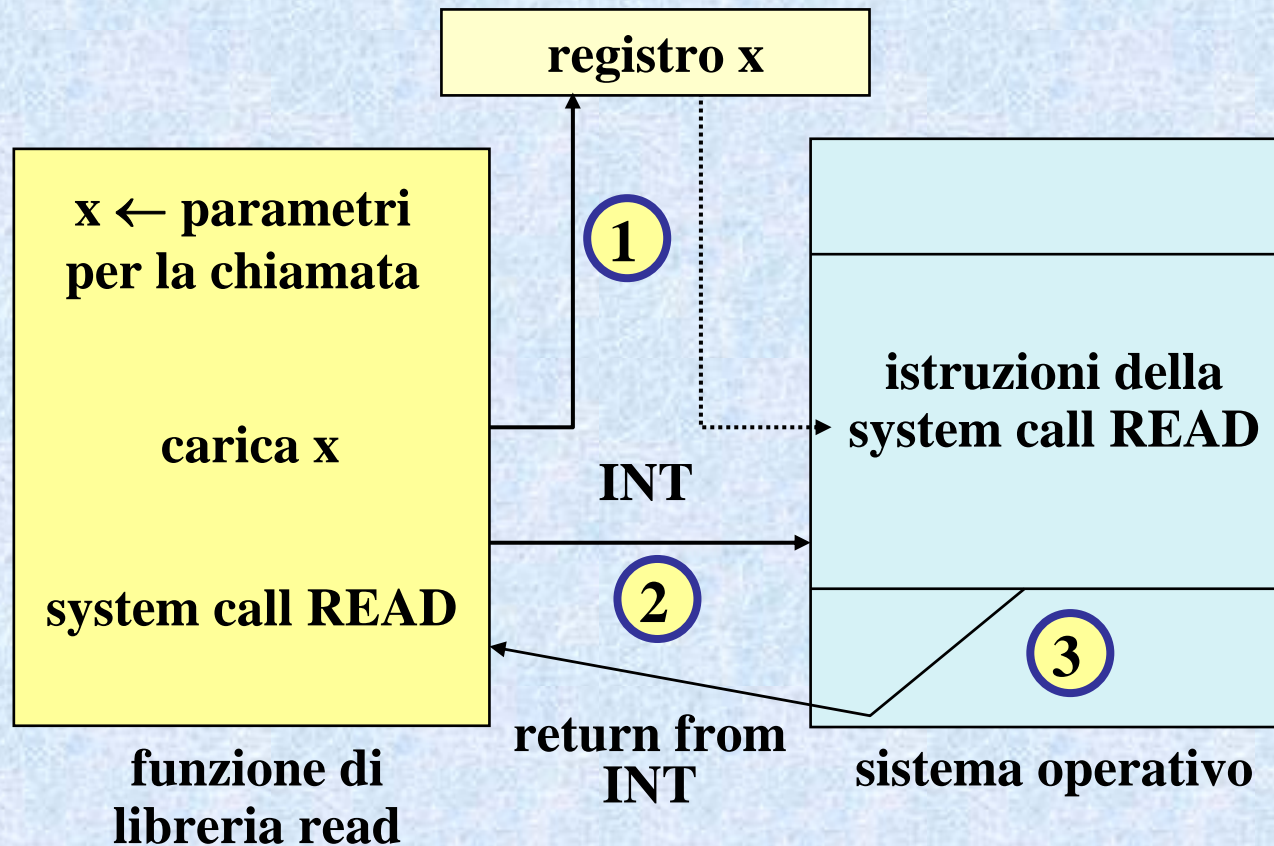 registro x
x ← parametri
per la chiamata
carica x
system call READ
1
INT
2
return from
INT
istruzioni della
system call READ
3
funzione di
libreria read
sistema operativo